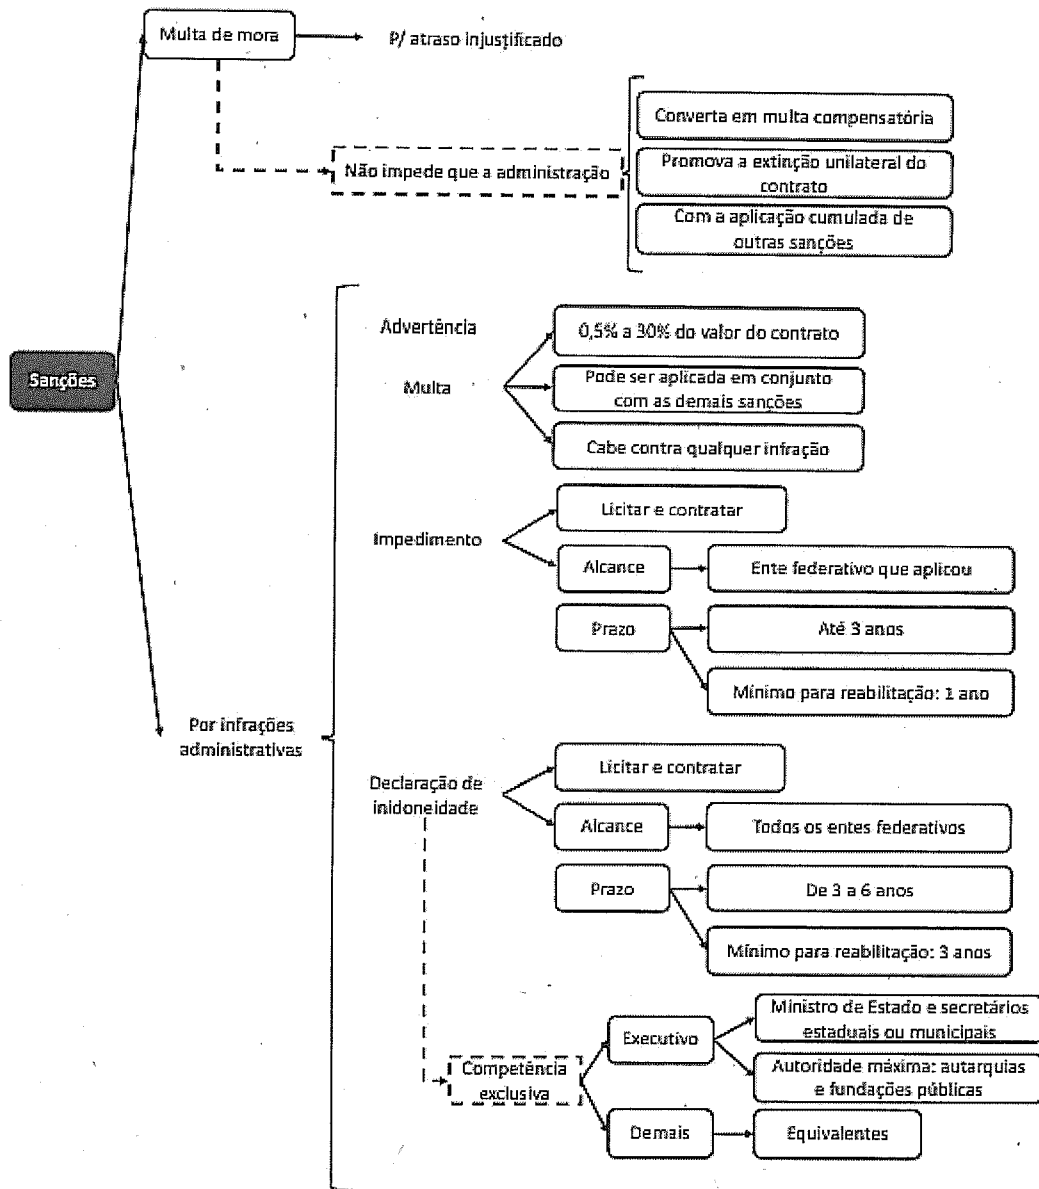 Multa de mora
P/ atraso injustificado
Converta em multa compensatória
Não impede que a administração
Promova a extinção unilateral do
contrato
Com a aplicação cumulada de
outras sanções
Sanções
Advertência
Multa
0,5% a 30% do valor do contrato
Pode ser aplicada em conjunto
com as demais sanções
Cabe contra qualquer infração
Impedimento
Licitar e contratar
Alcance
Ente federativo que aplicou
Prazo
Até 3 anos
Mínimo para reabilitação: 1 ano
Por infrações
administrativas
Declaração de
inidoneidade
Licitar e contratar
Alcance
Todos os entes federativos
Prazo
De 3 a 6 anos
Mínimo para reabilitação: 3 anos
Competência
exclusiva
Executivo
Ministro de Estado e secretários
estaduais ou municipais
Autoridade máxima: autarquias
e fundações públicas
Demais
Equivalentes